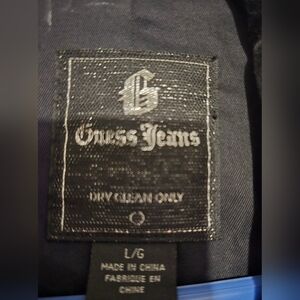 G
Guess Jeans
DRY CLEAN ONLY
L/G
MADE IN CHINA
FABRIQUE EN
CHINE